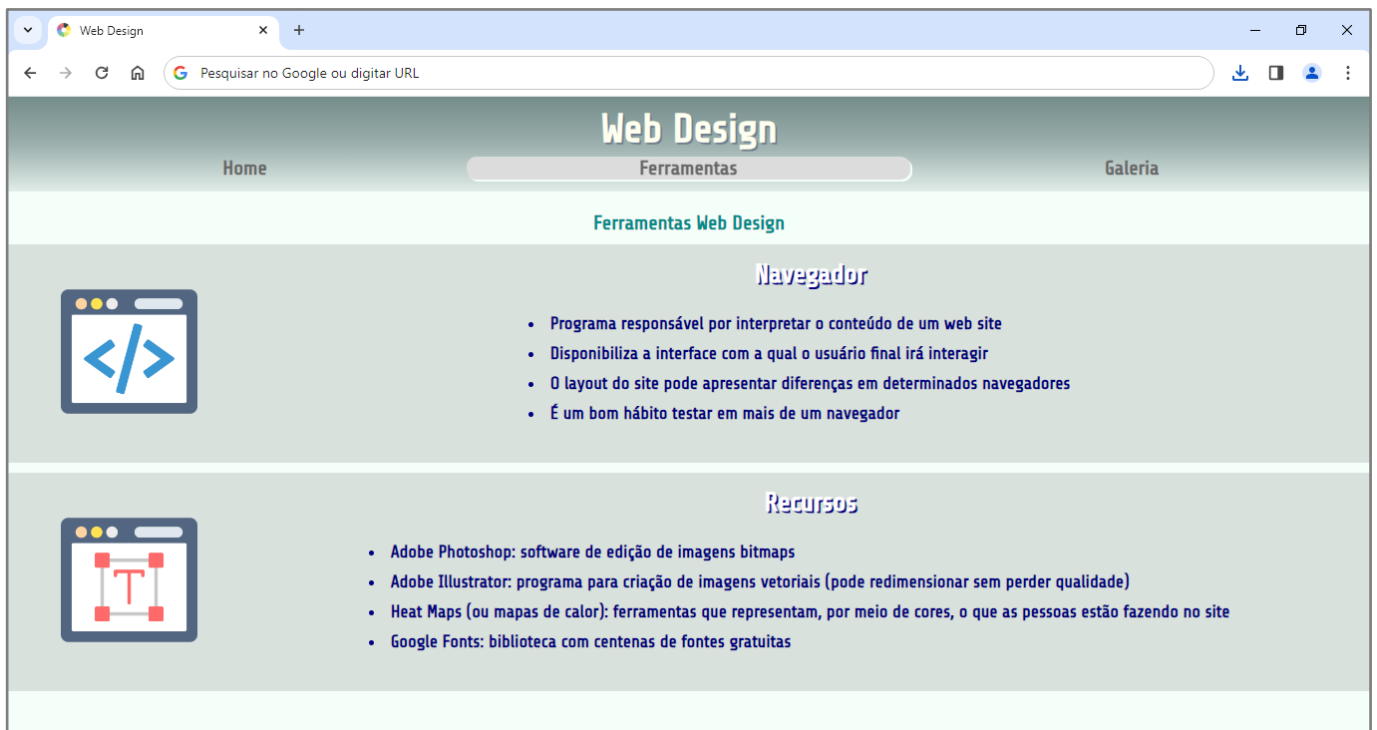 Web Design
Pesquisar no Google ou digitar URL
Web Design
Home Ferramentas Galeria
Ferramentas Web Design
Navegador
</>
• Programa responsável por interpretar o conteúdo de um web site
• Disponibiliza a interface com a qual o usuário final irá interagir
• O layout do site pode apresentar diferenças em determinados navegadores
• É um bom hábito testar em mais de um navegador
Recursos
T
• Adobe Photoshop: software de edição de imagens bitmaps
• Adobe Illustrator: programa para criação de imagens vetoriais (pode redimensionar sem perder qualidade)
• Heat Maps (ou mapas de calor): ferramentas que representam, por meio de cores, o que as pessoas estão fazendo no site
• Google Fonts: biblioteca com centenas de fontes gratuitas